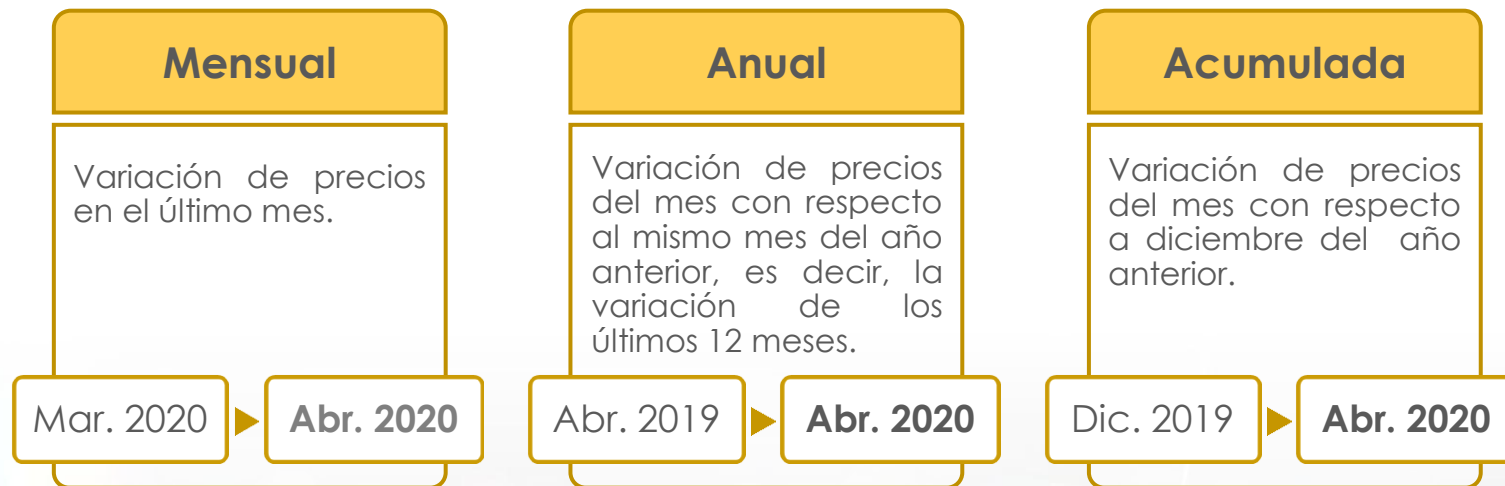 Mensual
Variación de precios
en el último mes.
Mar. 2020
Abr. 2020
Anual
Variación de precios
del mes con respecto
al mismo mes del año
anterior, es decir, la
variación de los
últimos 12 meses.
Abr. 2019
Abr. 2020
Acumulada
Variación de precios
del mes con respecto
a diciembre del año
anterior.
Dic. 2019
Abr. 2020